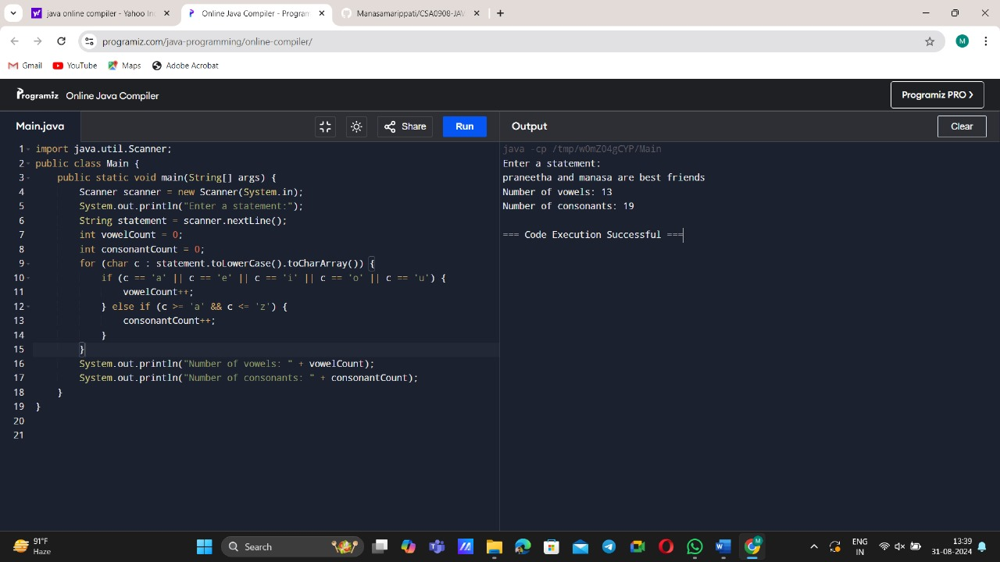 java online compiler - Yahoo In
Online Java Compiler - Program
Manasamarippati/CSA0908-JAV
programiz.com/java-programming/online-compiler/
M
Gmail
YouTube
Maps
Adobe Acrobat
Programiz
Online Java Compiler
Programiz PRO >
Main.java
Share
Run
Output
Clear
1 import java.util.Scanner;
2 public class Main {
3 public static void main(String[] args) {
4 Scanner scanner = new Scanner(System.in);
5 System.out.println("Enter a statement:");
6 String statement = scanner.nextLine();
7 int vowelCount = 0;
8 int consonantCount = 0;
9 for (char c : statement.toLowerCase().toCharArray()) {
10 if (c == 'a' || c == 'e' || c == 'i' || c == 'o' || c == 'u') {
11 vowelCount++;
12 } else if (c >= 'a' && c <= 'z') {
13 consonantCount++;
14 }
15 }
16 System.out.println("Number of vowels: " + vowelCount);
17 System.out.println("Number of consonants: " + consonantCount);
18 }
19 }
20
21
java -cp /tmp/wOmZ04gCYP/Main
Enter a statement:
praneetha and manasa are best friends
Number of vowels: 13
Number of consonants: 19
=== Code Execution Successful ===
91°F
Haze
Search
M
ENG
IN
13:39
31-08-2024